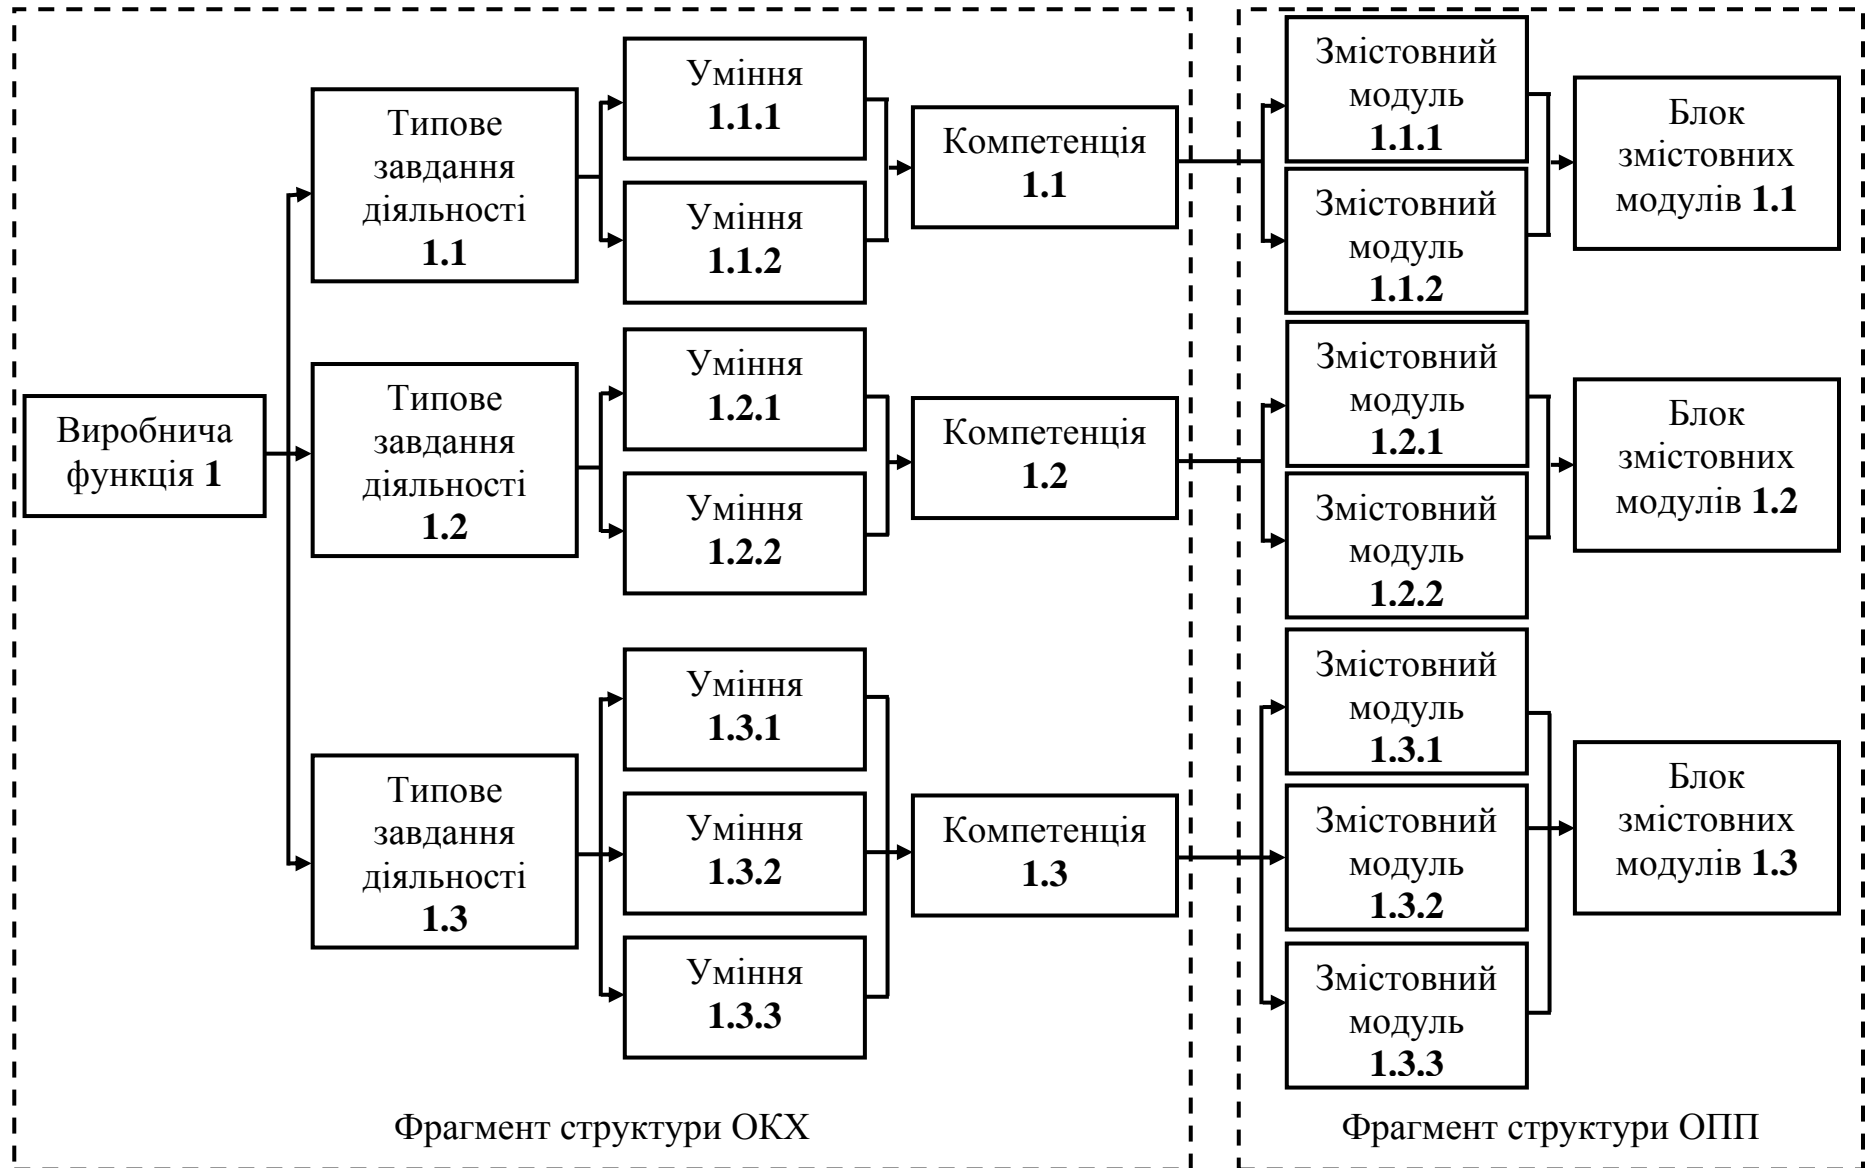 Виробнича
функція 1
Типове
завдання
діяльності
1.1
Типове
завдання
діяльності
1.2
Типове
завдання
діяльності
1.3
Уміння
1.1.1
Уміння
1.1.2
Уміння
1.2.1
Уміння
1.2.2
Уміння
1.3.1
Уміння
1.3.2
Уміння
1.3.3
Компетенція
1.1
Компетенція
1.2
Компетенція
1.3
Фрагмент структури ОКХ
Змістовний
модуль
1.1.1
Змістовний
модуль
1.1.2
Змістовний
модуль
1.2.1
Змістовний
модуль
1.2.2
Змістовний
модуль
1.3.1
Змістовний
модуль
1.3.2
Змістовний
модуль
1.3.3
Блок
змістовних
модулів 1.1
Блок
змістовних
модулів 1.2
Блок
змістовних
модулів 1.3
Фрагмент структури ОПП